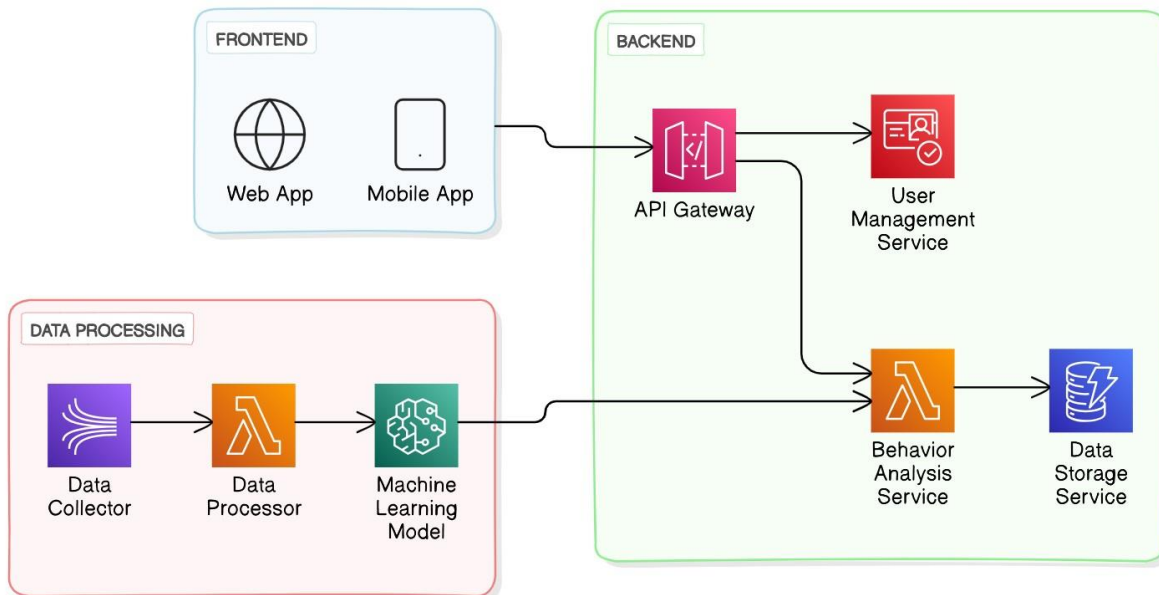 FRONTEND
Web App
Mobile App
BACKEND
API Gateway
User
Management
Service
DATA PROCESSING
Data
Collector
Data
Processor
Machine
Learning
Model
Behavior
Analysis
Service
Data
Storage
Service